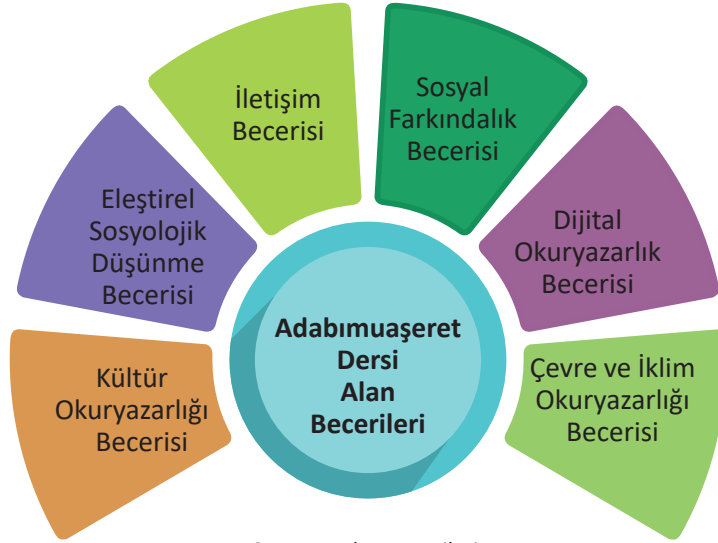 Kültür
Okuryazarlığı
Becerisi
Eleştirel
Sosyolojik
Düşünme
Becerisi
İletişim
Becerisi
Sosyal
Farkındalık
Becerisi
Dijital
Okuryazarlık
Becerisi
Çevre ve İklim
Okuryazarlığı
Becerisi
Adabımuaşeret
Dersi
Alan
Becerileri